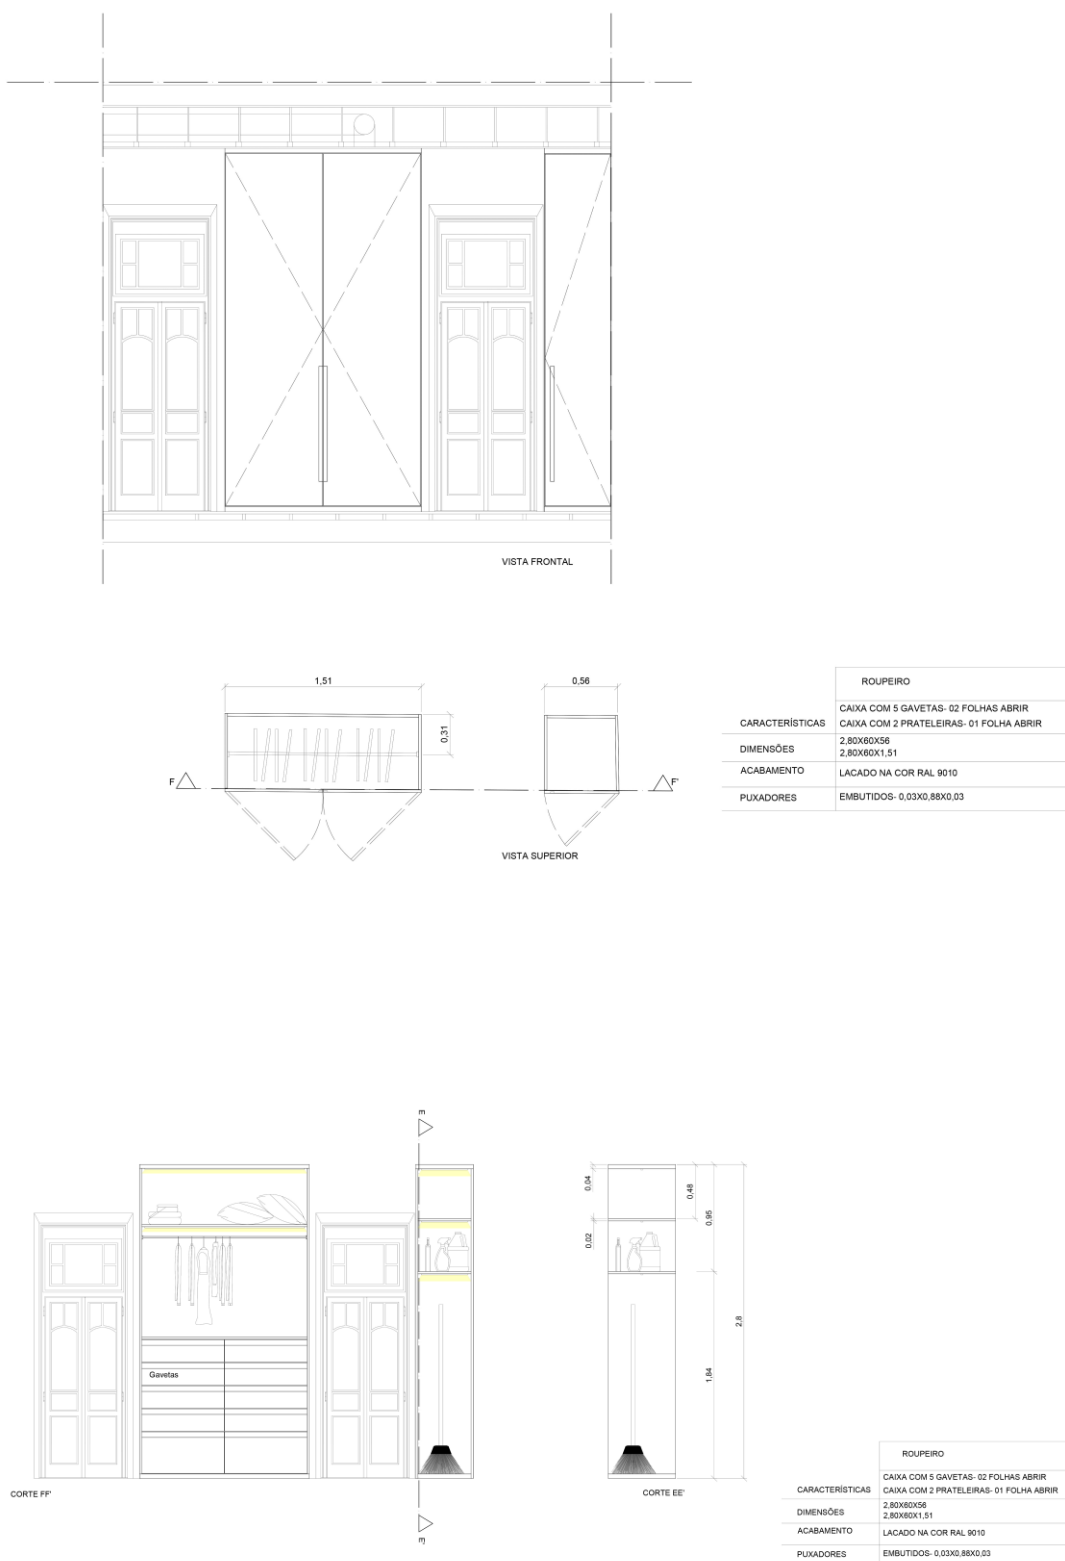 VISTA FRONTAL
1,51
0,56
0,31
F
F'
VISTA SUPERIOR
ROUPEIRO
CARACTERÍSTICAS
CAIXA COM 5 GAVETAS- 02 FOLHAS ABRIR
CAIXA COM 2 PRATELEIRAS- 01 FOLHA ABRIR
DIMENSÕES
2,80X60X56
2,80X60X1,51
ACABAMENTO
LACADO NA COR RAL 9010
PUXADORES
EMBUTIDOS- 0,03X0,88X0,03
E
0,04
0,48
0,95
0,02
2,8
1,84
Gavetas
CORTE FF'
CORTE EE'
E'
ROUPEIRO
CARACTERÍSTICAS
CAIXA COM 5 GAVETAS- 02 FOLHAS ABRIR
CAIXA COM 2 PRATELEIRAS- 01 FOLHA ABRIR
DIMENSÕES
2,80X60X56
2,80X60X1,51
ACABAMENTO
LACADO NA COR RAL 9010
PUXADORES
EMBUTIDOS- 0,03X0,88X0,03